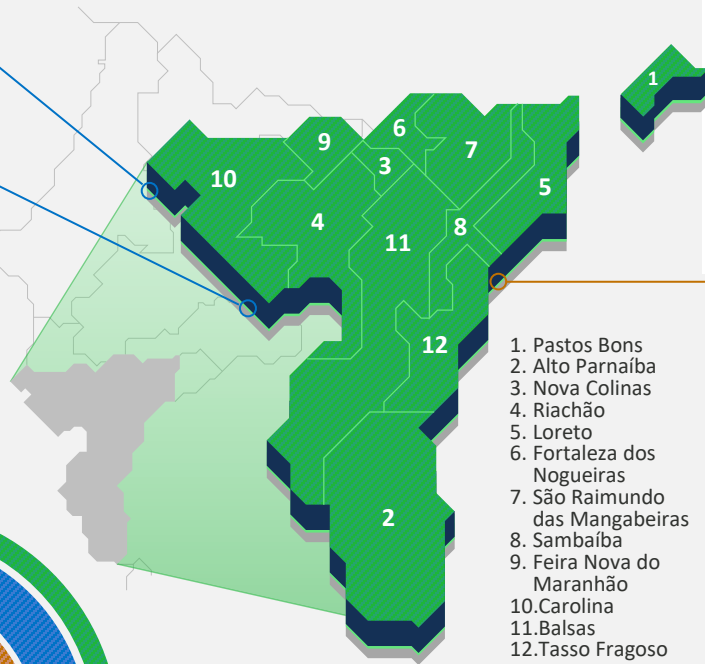 1
6
9
7
3
10
5
4
8
11
12
2
1. Pastos Bons
2. Alto Parnaíba
3. Nova Colinas
4. Riachão
5. Loreto
6. Fortaleza dos
Nogueiras
7. São Raimundo
das Mangabeiras
8. Sambaíba
9. Feira Nova do
Maranhão
10.Carolina
11.Balsas
12.Tasso Fragoso